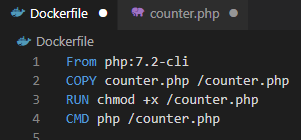 Dockerfile counter.php
Dockerfile
1 From php:7.2-cli
2 COPY counter.php /counter.php
3 RUN chmod +x /counter.php
4 CMD php /counter.php